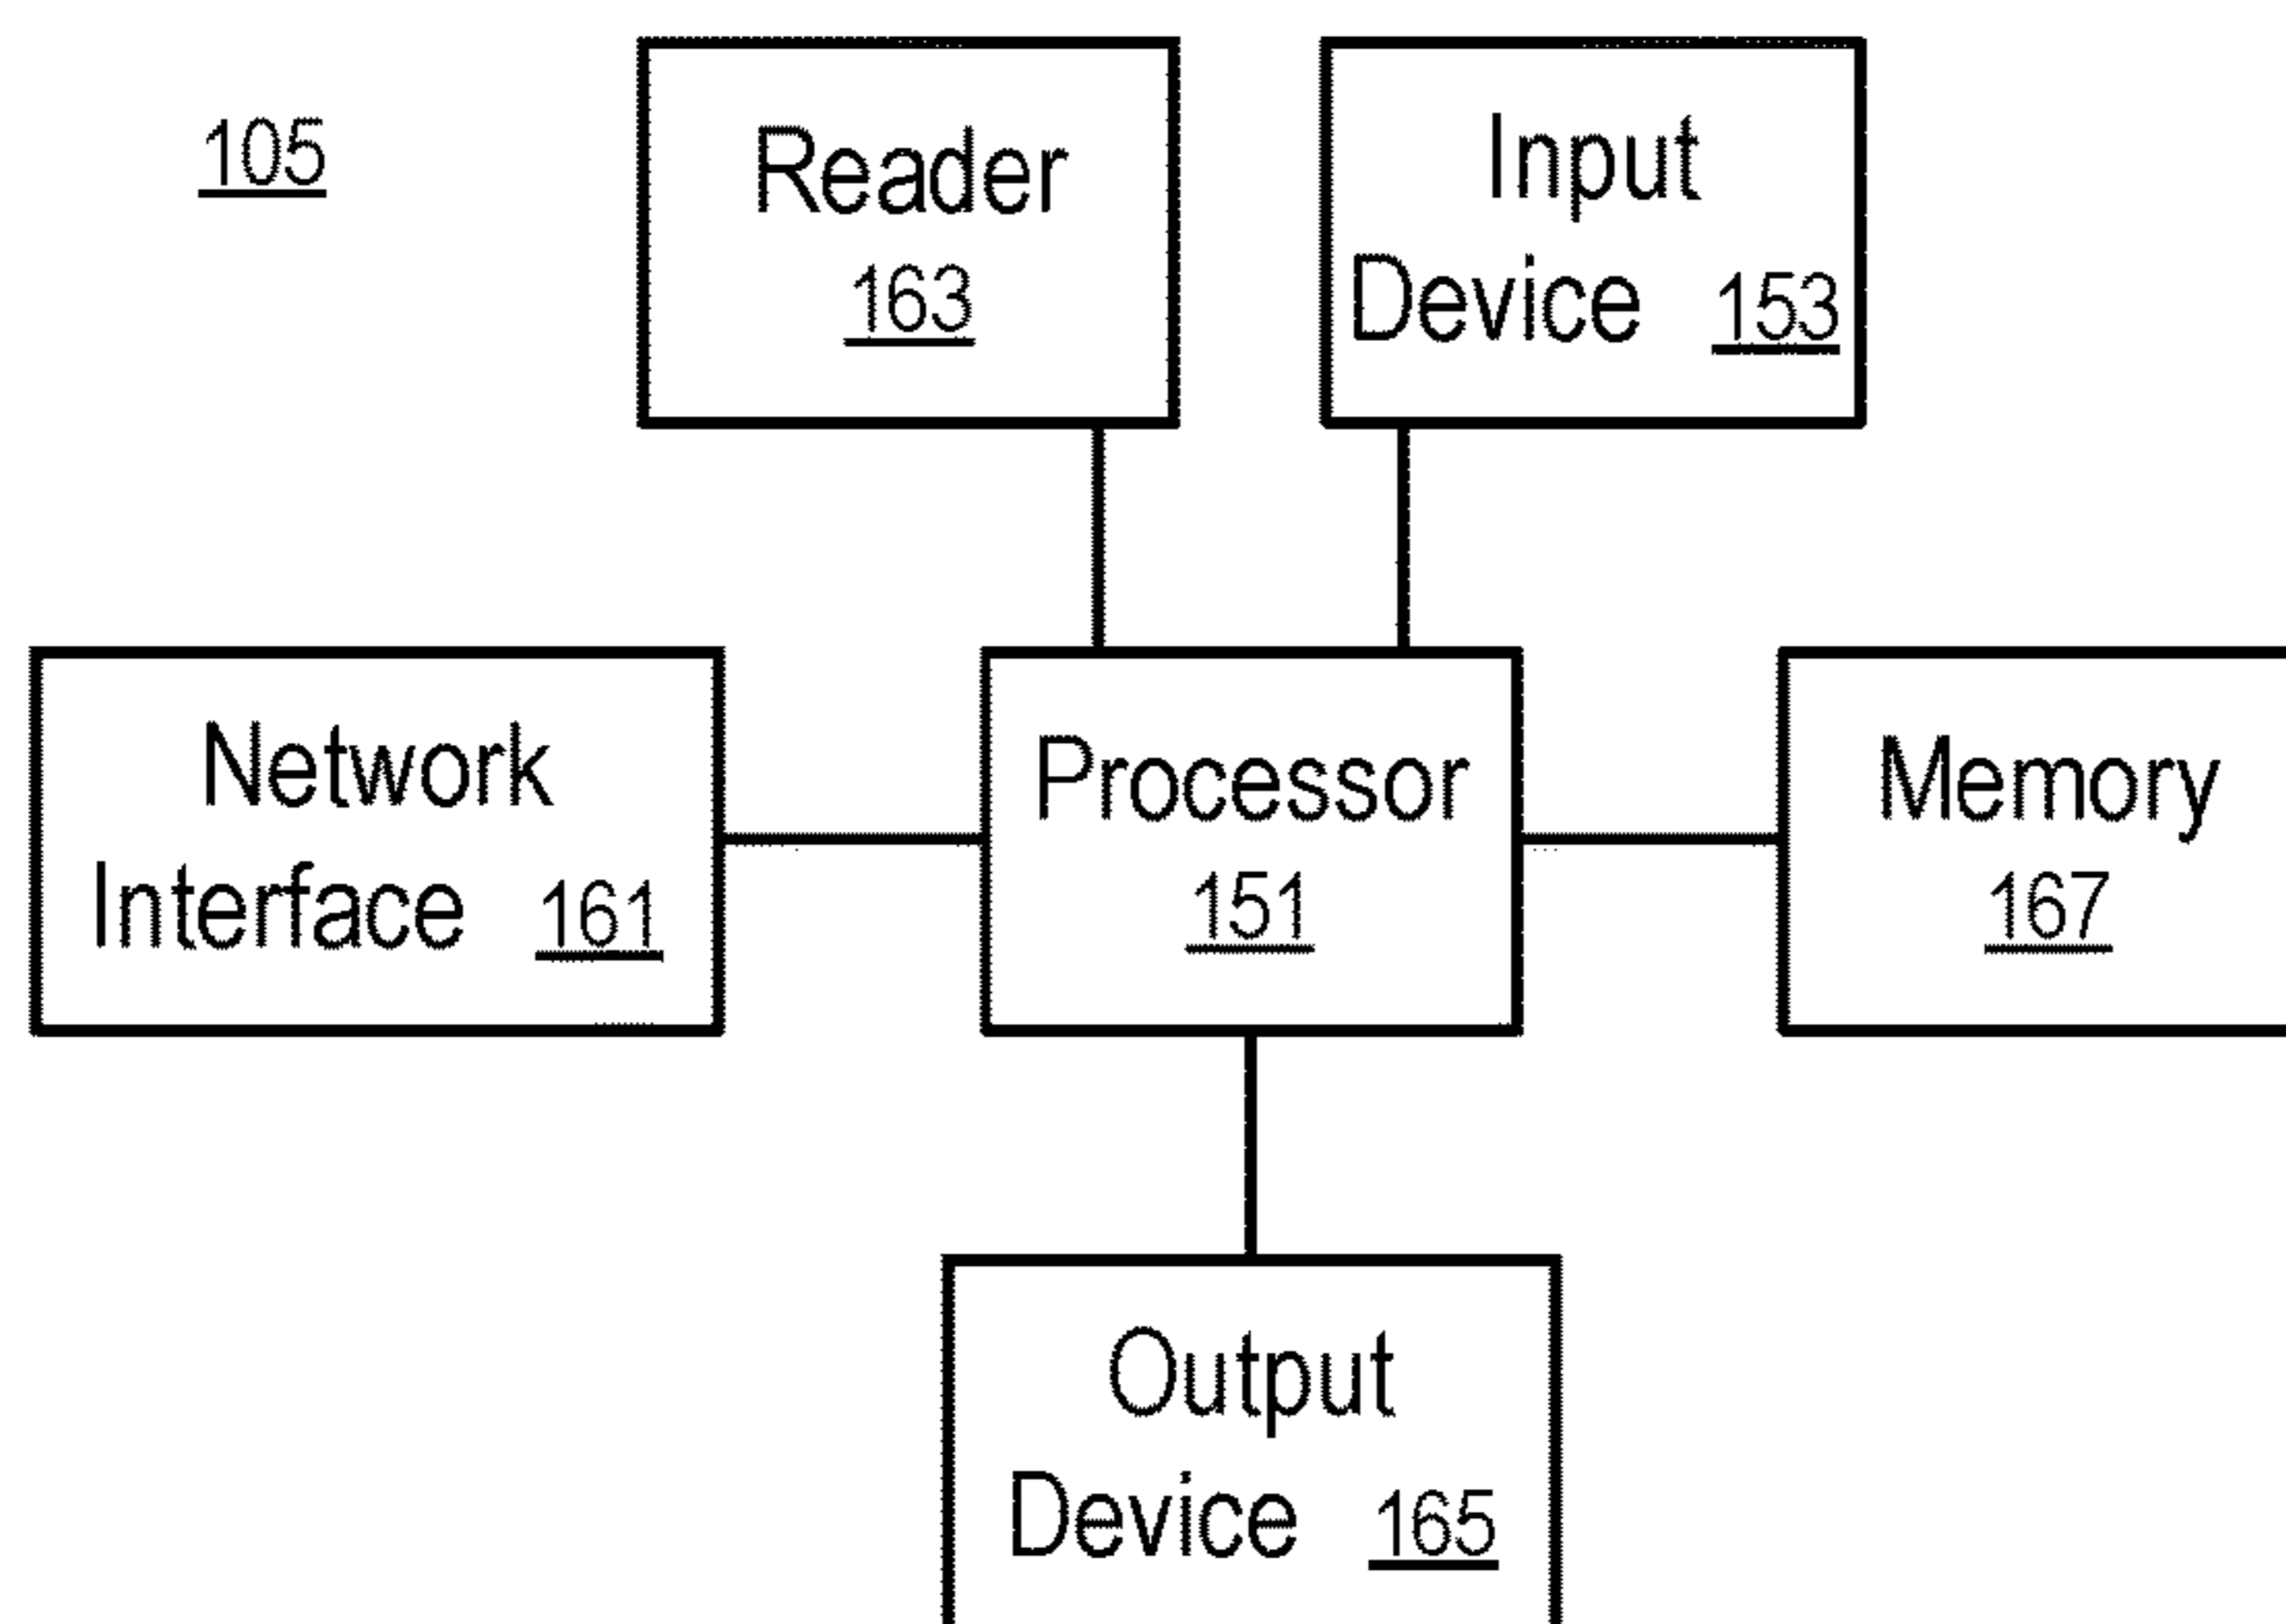 105
Reader
163
Input
Device 153
Network
Interface 161
Processor
151
Memory
167
Output
Device 165